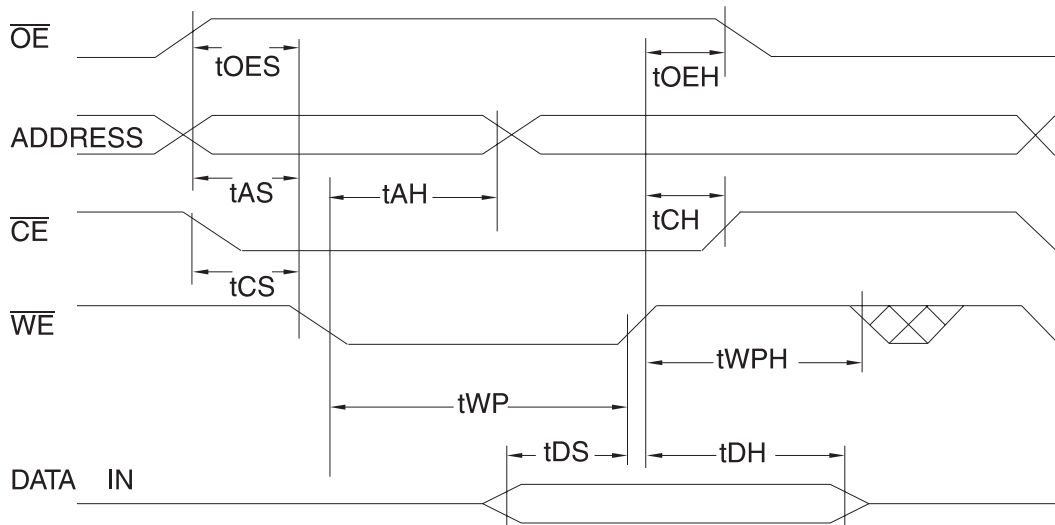 OE
tOES
tOEH
ADDRESS
tAS
tAH
tCH
CE
tCS
WE
tWPH
tWP
tDS
tDH
DATA IN